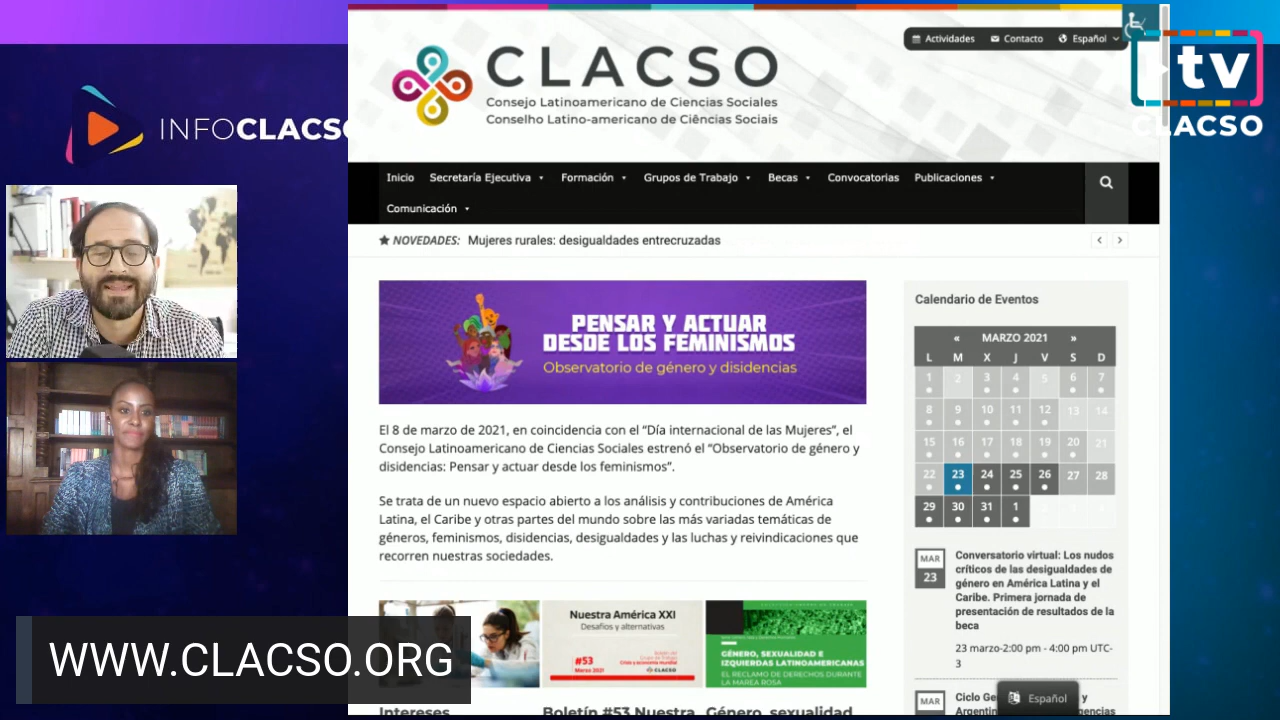 INFOCLACSO
tv
CLACSO
Actividades
Contacto
Español
CLACSO
Consejo Latinoamericano de Ciencias Sociales
Conselho Latino-americano de Ciências Sociais
Inicio
Secretaría Ejecutiva
Formación
Grupos de Trabajo
Becas
Convocatorias
Publicaciones
Comunicación
NOVEDADES: Mujeres rurales: desigualdades entrecruzadas
PENSAR Y ACTUAR
DESDE LOS FEMINISMOS
Observatorio de género y disidencias
El 8 de marzo de 2021, en coincidencia con el “Día internacional de las Mujeres”, el
Consejo Latinoamericano de Ciencias Sociales estrenó el “Observatorio de género y
disidencias: Pensar y actuar desde los feminismos”.
Se trata de un nuevo espacio abierto a los análisis y contribuciones de América
Latina, el Caribe y otras partes del mundo sobre las más variadas temáticas de
géneros, feminismos, disidencias, desigualdades y las luchas y reivindicaciones que
recorren nuestras sociedades.
Nuestra América XXI
Desafíos y alternativas
#53
Marzo 2021
CLACSO
GÉNERO, SEXUALIDAD E
IZQUIERDAS LATINOAMERICANAS
EL RECLAMO DE DERECHOS DURANTE
LA MAREA ROSA
Intereses
Boletín #53 Nuestra
Género, sexualidad
Calendario de Eventos
« MARZO 2021 »
L M X J V S D
1 2 3 4 5 6 7
8 9 10 11 12 13 14
15 16 17 18 19 20 21
22 23 24 25 26 27 28
29 30 31 1
MAR
23
Conversatorio virtual: Los nudos
críticos de las desigualdades de
género en América Latina y el
Caribe. Primera jornada de
presentación de resultados de la
beca
23 marzo-2:00 pm - 4:00 pm UTC-
3
MAR
Español
WWW.CLACSO.ORG